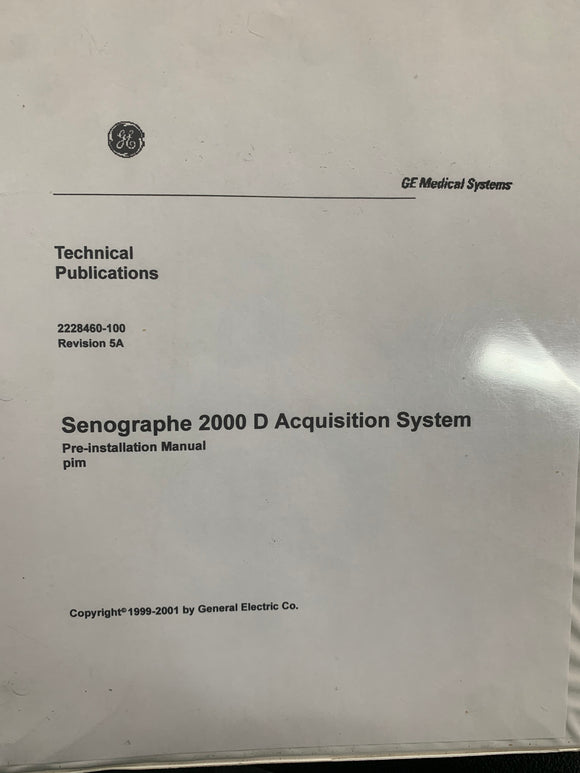 GE
GE Medical Systems
Technical
Publications
2228460-100
Revision 5A
Senographe 2000 D Acquisition System
Pre-installation Manual
pim
Copyright© 1999-2001 by General Electric Co.